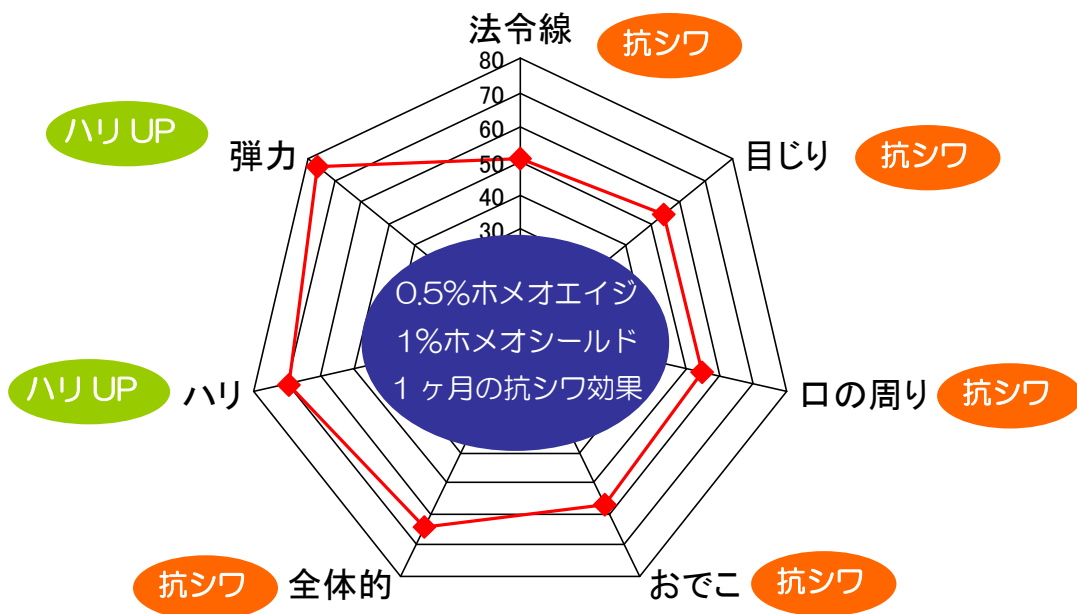 法令線
抗シワ
80
70
60
50
40
30
ハリ UP
弾力
目じり
抗シワ
0.5%ホメオエイジ
1%ホメオシールド
1 ヶ月の抗シワ効果
ハリ UP
ハリ
口の周り
抗シワ
抗シワ
全体的
おでこ
抗シワ